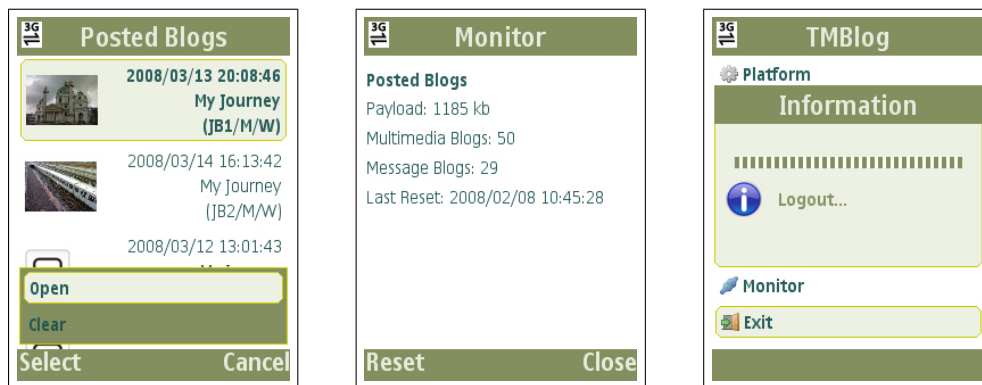 3G
Posted Blogs
2008/03/13 20:08:46
My Journey
(JB1/M/W)
2008/03/14 16:13:42
My Journey
(JB2/M/W)
2008/03/12 13:01:43
Open
Clear
Select Cancel
3G
Monitor
Posted Blogs
Payload: 1185 kb
Multimedia Blogs: 50
Message Blogs: 29
Last Reset: 2008/02/08 10:45:28
Reset Close
3G
TMBlog
Platform
Information
Logout...
Monitor
Exit